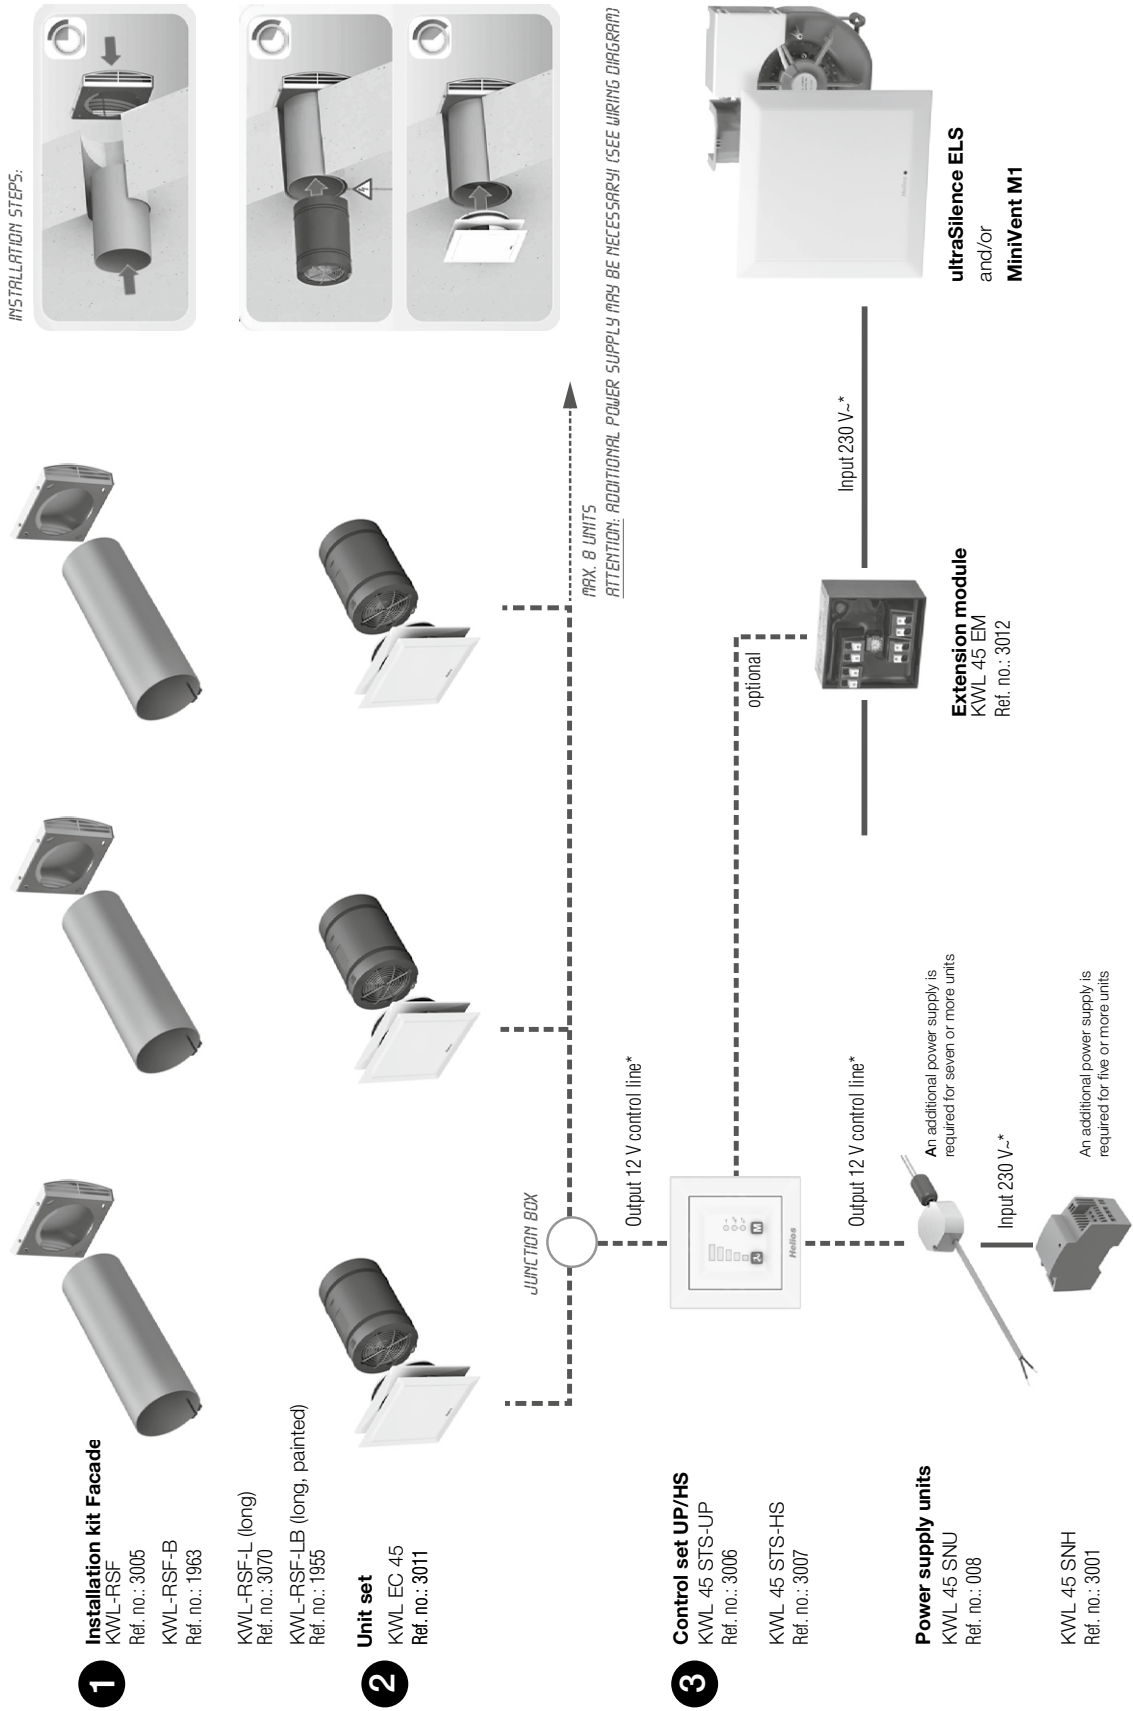 INSTALLATION STEPS:
1
Installation kit Facade
KWL-RSF
Ref. no.: 3005
KWL-RSF-B
Ref. no.: 1963
KWL-RSF-L (long)
Ref. no.: 3070
KWL-RSF-LB (long, painted)
Ref. no.: 1955
2
Unit set
KWL EC 45
Ref. no.: 3011
JUNCTION BOX
MAX. 8 UNITS
ATTENTION: ADDITIONAL POWER SUPPLY MAY BE NECESSARY! (SEE WIRING DIAGRAM)
Output 12 V control line*
3
Control set UP/HS
KWL 45 STS-UP
Ref. no.: 3006
KWL 45 STS-HS
Ref. no.: 3007
M
Helios
optional
Input 230 V~*
Helios
ultraSilence ELS
and/or
MiniVent M1
Extension module
KWL 45 EM
Ref. no.: 3012
Output 12 V control line*
Power supply units
KWL 45 SNU
Ref. no.: 008
An additional power supply is
required for seven or more units
Input 230 V~*
KWL 45 SNH
Ref. no.: 3001
An additional power supply is
required for five or more units